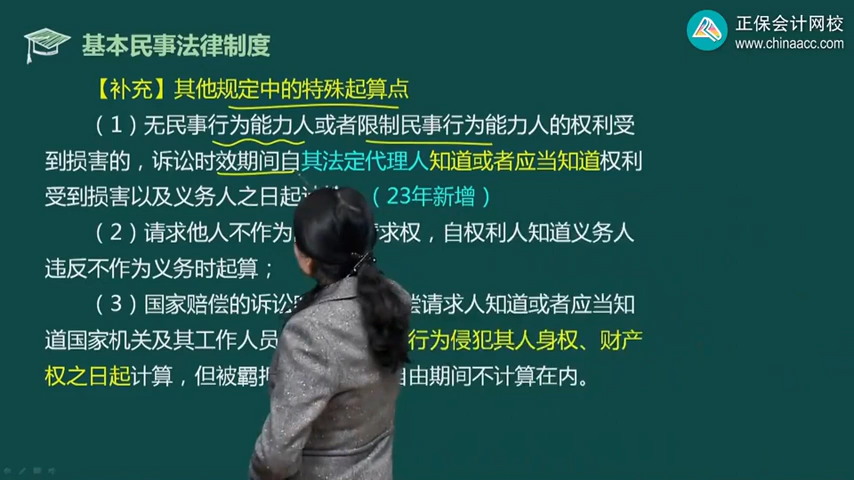 正保会计网校
www.chinaacc.com
基本民事法律制度
【补充】其他规定中的特殊起算点
（1）无民事行为能力人或者限制民事行为能力人的权利受
到损害的，诉讼时效期间自其法定代理人知道或者应当知道权利
受到损害以及义务人之日起 （23年新增）
（2）请求他人不作为 求权，自权利人知道义务人
违反不作为义务时起算；
（3）国家赔偿的诉讼 偿请求人知道或者应当知
道国家机关及其工作人员 行为侵犯其人身权、财产
权之日起计算，但被羁押 自由期间不计算在内。